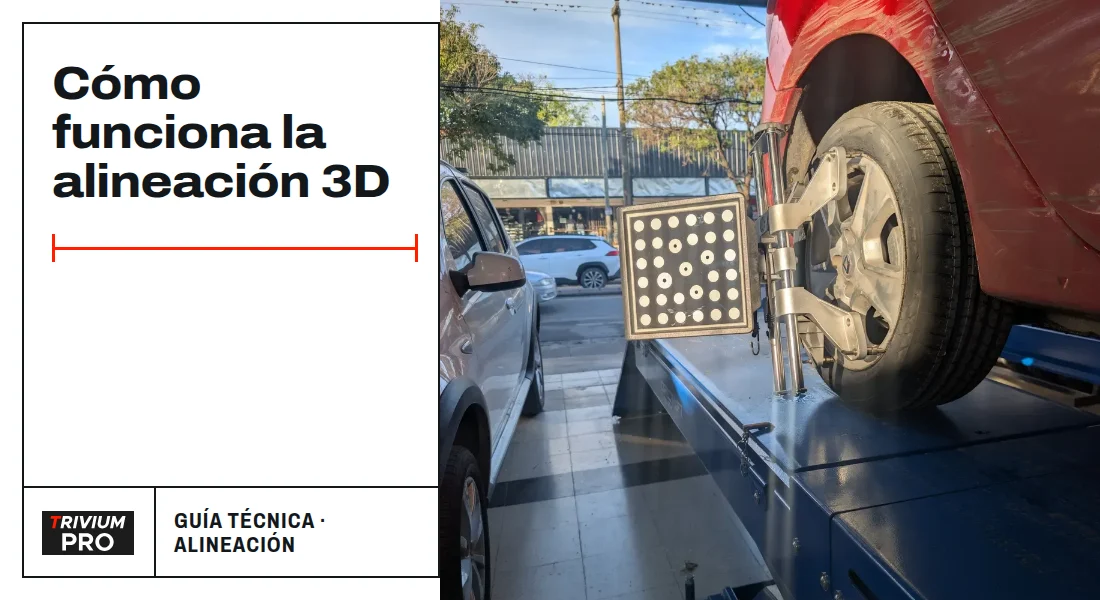 Cómo
funciona la
alineación 3D
TRIVIUM
PRO
GUÍA TÉCNICA ·
ALINEACIÓN